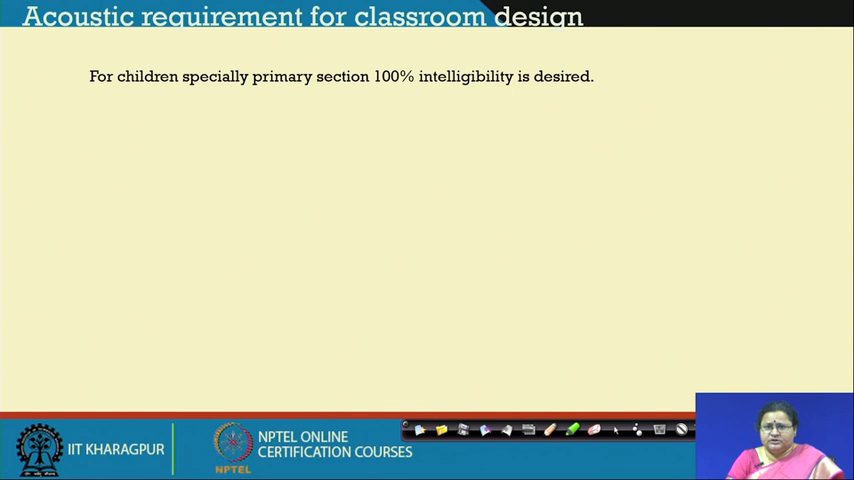 Acoustic requirement for classroom design
For children specially primary section 100% intelligibility is desired.
IIT KHARAGPUR
NPTEL
NPTEL ONLINE
CERTIFICATION COURSES